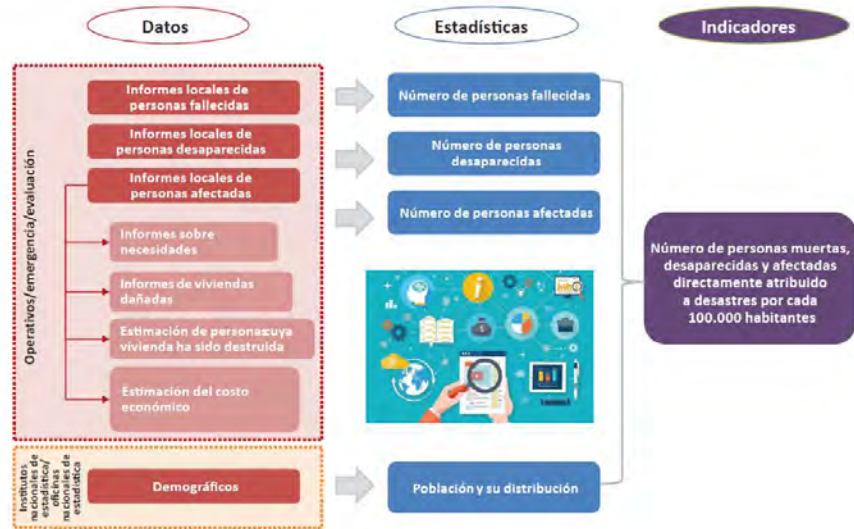 Datos
Estadísticas
Indicadores
Operativos/emergencia/evaluación
Informes locales de
personas fallecidas
Informes locales de
personas desaparecidas
Informes locales de
personas afectadas
Informes sobre
necesidades
Informes de viviendas
dañadas
Estimación de personas cuya
vivienda ha sido destruida
Estimación del costo
económico
Número de personas fallecidas
Número de personas
desaparecidas
Número de personas afectadas
Número de personas muertas,
desaparecidas y afectadas
directamente atribuido
a desastres por cada
100.000 habitantes
Institutos
nacionales de
estadística/
oficinas
nacionales de
estadística
Demográficos
Población y su distribución